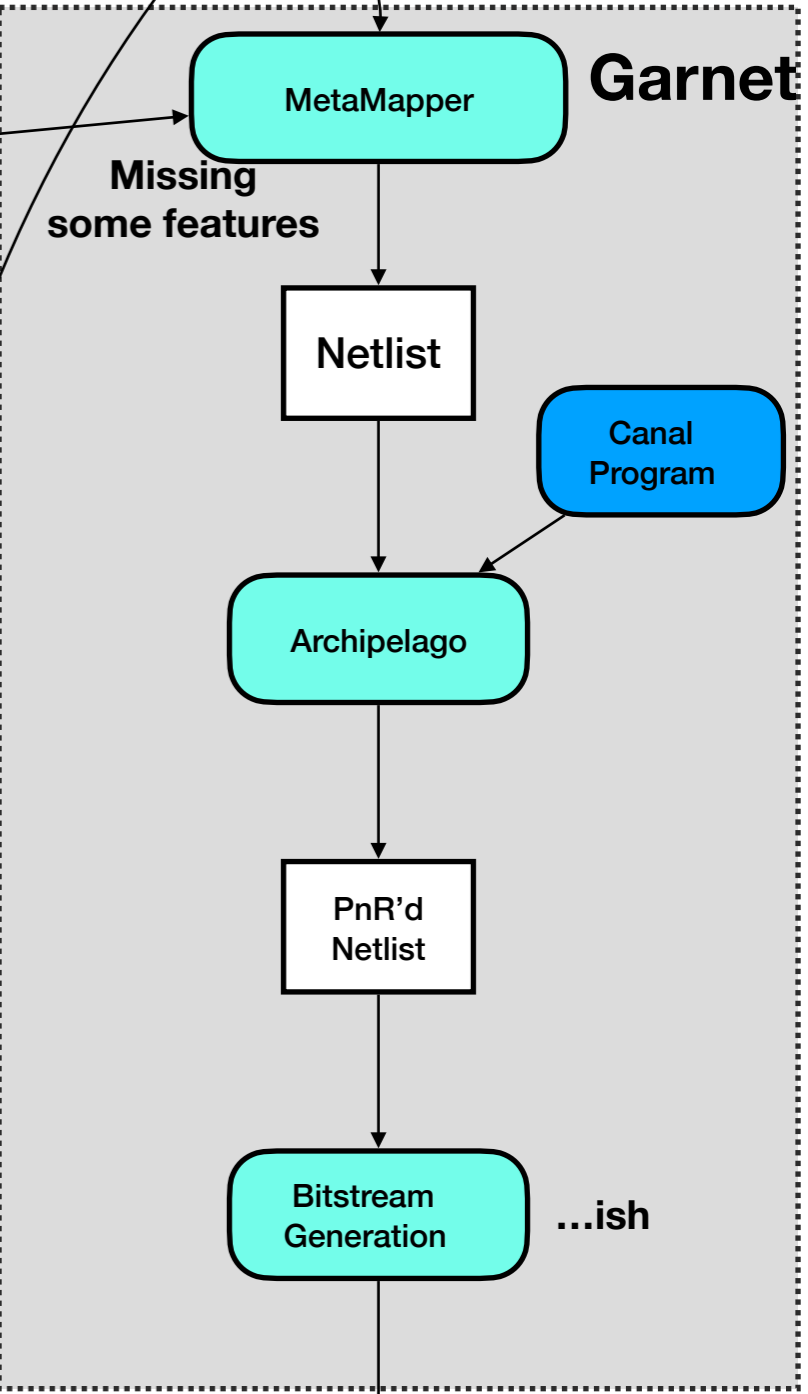 MetaMapper
Garnet
Missing
some features
Netlist
Canal
Program
Archipelago
PnR’d
Netlist
Bitstream
Generation
...ish